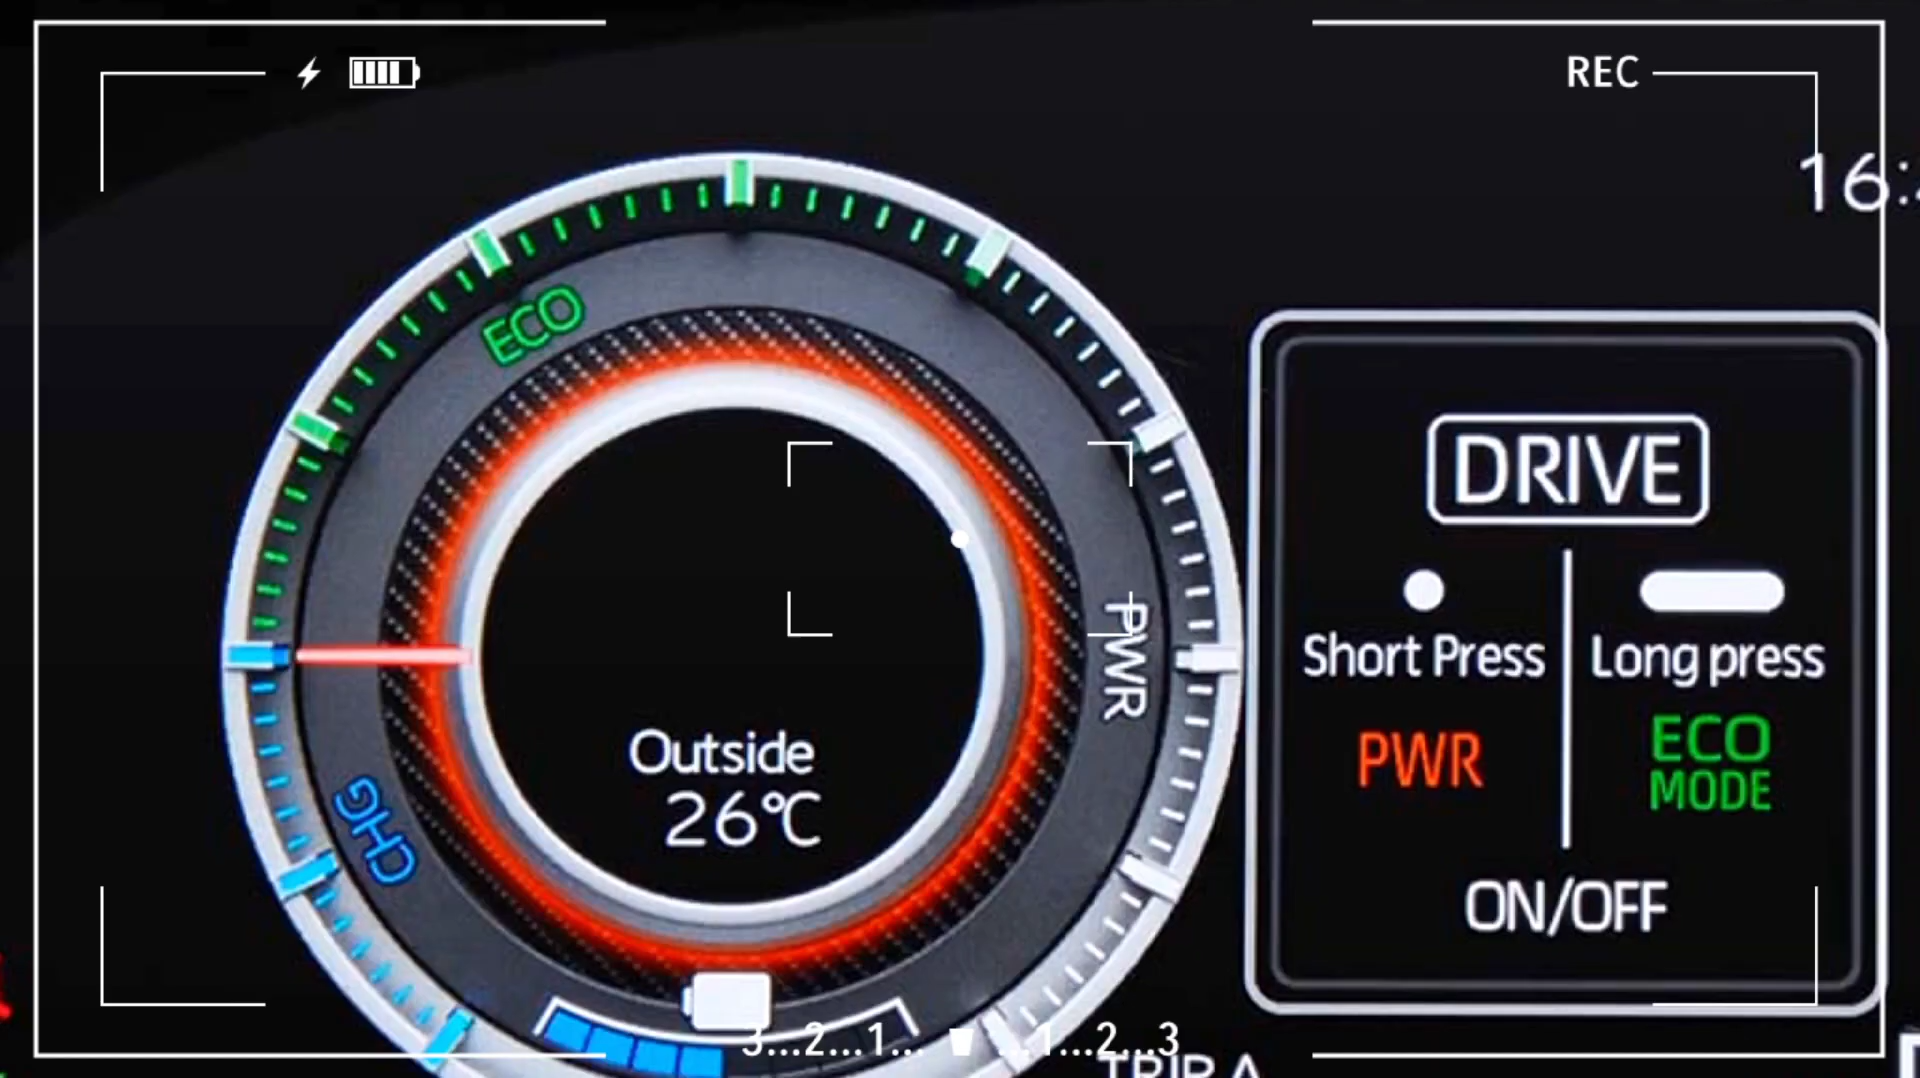 REC
16:
ECO
DRIVE
PWR
Short Press
Long press
PWR
ECO
MODE
Outside
26°C
CHG
ON/OFF
3...2...1... ...1...2...3
TRIP A